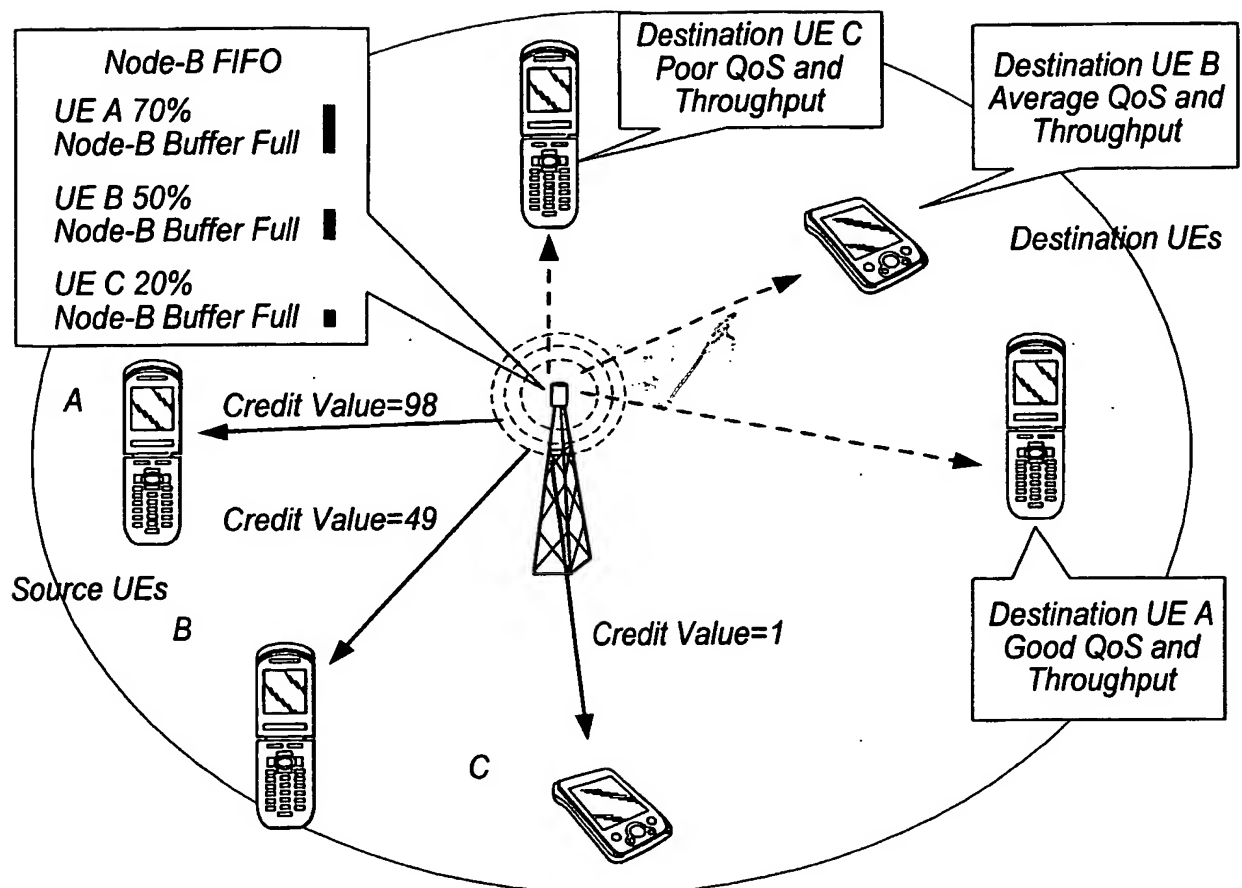 Node-B FIFO
UE A 70%
Node-B Buffer Full
UE B 50%
Node-B Buffer Full
UE C 20%
Node-B Buffer Full
Destination UE C
Poor QoS and
Throughput
Destination UE B
Average QoS and
Throughput
Destination UEs
A
Credit Value=98
Credit Value=49
Source UEs
B
Credit Value=1
C
Destination UE A
Good QoS and
Throughput